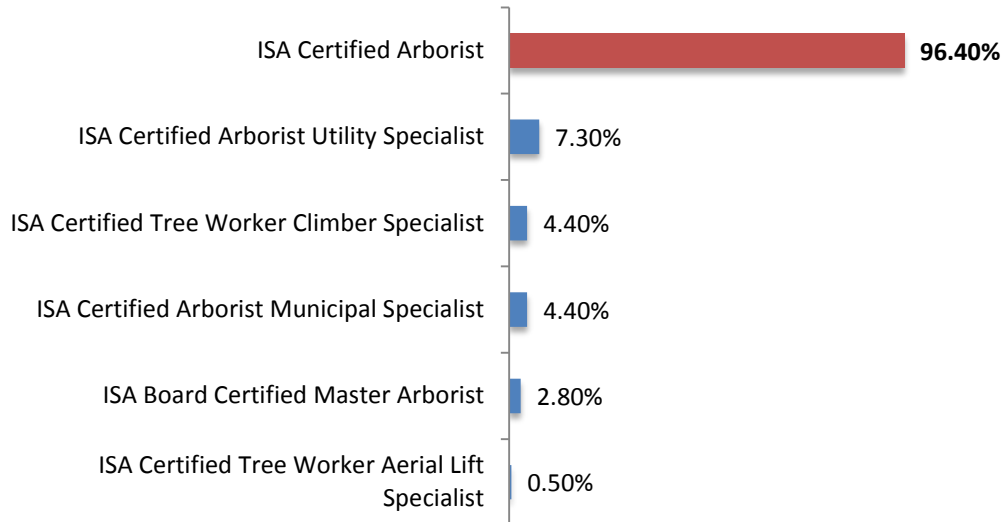 ISA Certified Arborist 96.40%
ISA Certified Arborist Utility Specialist 7.30%
ISA Certified Tree Worker Climber Specialist 4.40%
ISA Certified Arborist Municipal Specialist 4.40%
ISA Board Certified Master Arborist 2.80%
ISA Certified Tree Worker Aerial Lift
Specialist 0.50%